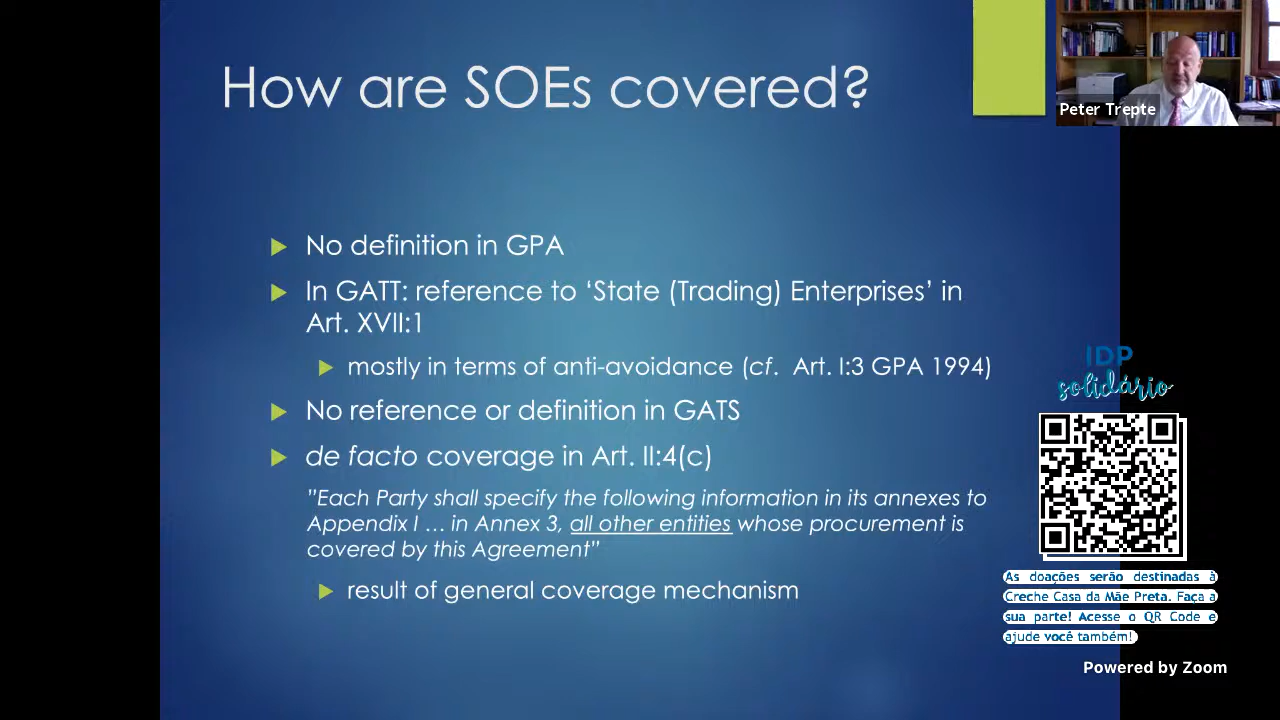 How are SOEs covered?
Peter Trepte
No definition in GPA
In GATT: reference to ‘State (Trading) Enterprises’ in
Art. XVII:1
mostly in terms of anti-avoidance (cf. Art. I:3 GPA 1994)
No reference or definition in GATS
de facto coverage in Art. II:4(c)
”Each Party shall specify the following information in its annexes to
Appendix I … in Annex 3, all other entities whose procurement is
covered by this Agreement”
result of general coverage mechanism
IDP
solidário
As doações serão destinadas à
Creche Casa da Mãe Preta. Faça a
sua parte! Acesse o QR Code e
ajude você também!
Powered by Zoom